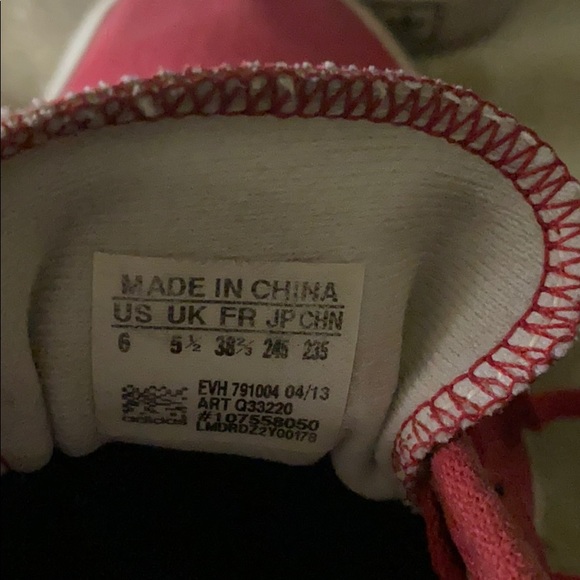 MADE IN CHINA
US UK FR JP CHN
6 5½ 38⅔ 245 235
EVH 791004 04/13
ART Q33220
#107558050
LMDRDZ2Y00178